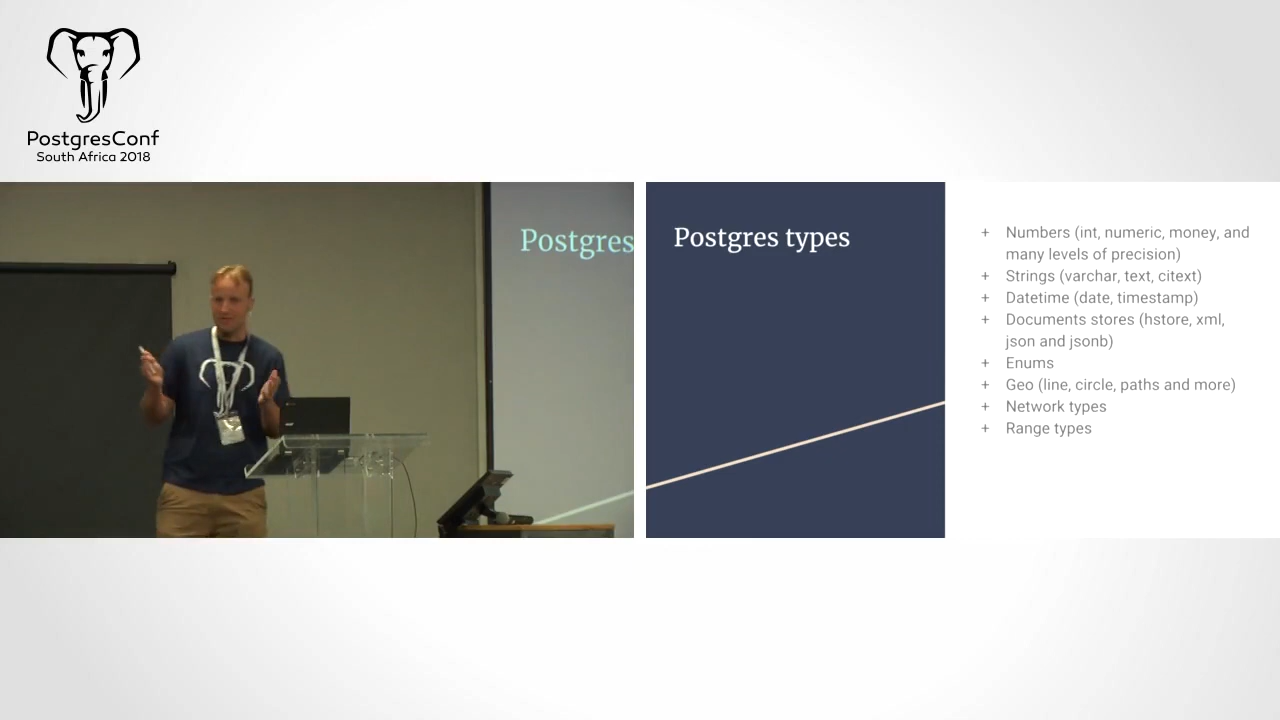 PostgresConf
South Africa 2018
Postgres
Postgres types
+ Numbers (int, numeric, money, and
many levels of precision)
+ Strings (varchar, text, citext)
+ Datetime (date, timestamp)
+ Documents stores (hstore, xml,
json and jsonb)
+ Enums
+ Geo (line, circle, paths and more)
+ Network types
+ Range types